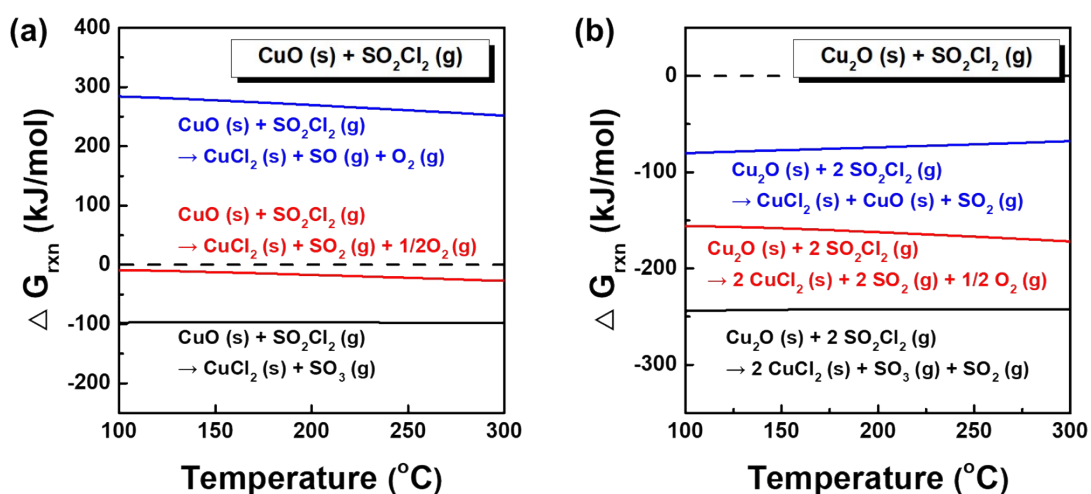 (a)
CuO (s) + SO₂Cl₂ (g)
400
300
200
100
0
-100
-200
△ Grxn (kJ/mol)
CuO (s) + SO₂Cl₂ (g)
→ CuCl₂ (s) + SO (g) + O₂ (g)
CuO (s) + SO₂Cl₂ (g)
→ CuCl₂ (s) + SO₂ (g) + 1/2O₂ (g)
CuO (s) + SO₂Cl₂ (g)
→ CuCl₂ (s) + SO₃ (g)
100 150 200 250 300
Temperature (°C)
(b)
Cu₂O (s) + SO₂Cl₂ (g)
0
-100
-200
-300
△ Grxn (kJ/mol)
Cu₂O (s) + 2 SO₂Cl₂ (g)
→ CuCl₂ (s) + CuO (s) + SO₂ (g)
Cu₂O (s) + 2 SO₂Cl₂ (g)
→ 2 CuCl₂ (s) + 2 SO₂ (g) + 1/2 O₂ (g)
Cu₂O (s) + 2 SO₂Cl₂ (g)
→ 2 CuCl₂ (s) + SO₃ (g) + SO₂ (g)
100 150 200 250 300
Temperature (°C)